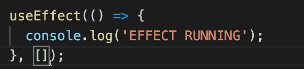 useEffect(() => {
  console.log('EFFECT RUNNING');
}, []);